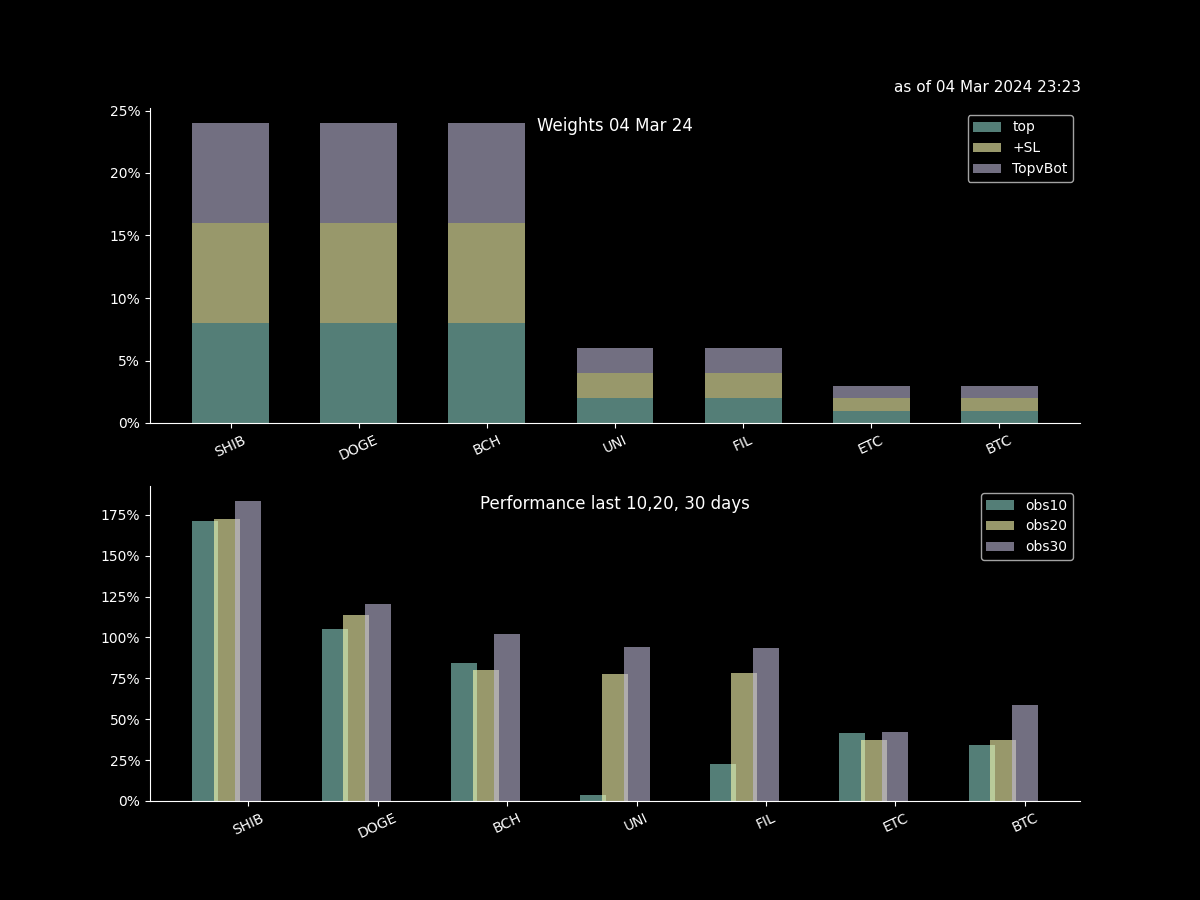 as of 04 Mar 2024 23:23
Weights 04 Mar 24
25%
20%
15%
10%
5%
0%
top
+SL
TopvBot
SHIB DOGE BCH UNI FIL ETC BTC
Performance last 10,20, 30 days
175%
150%
125%
100%
75%
50%
25%
0%
obs10
obs20
obs30
SHIB DOGE BCH UNI FIL ETC BTC